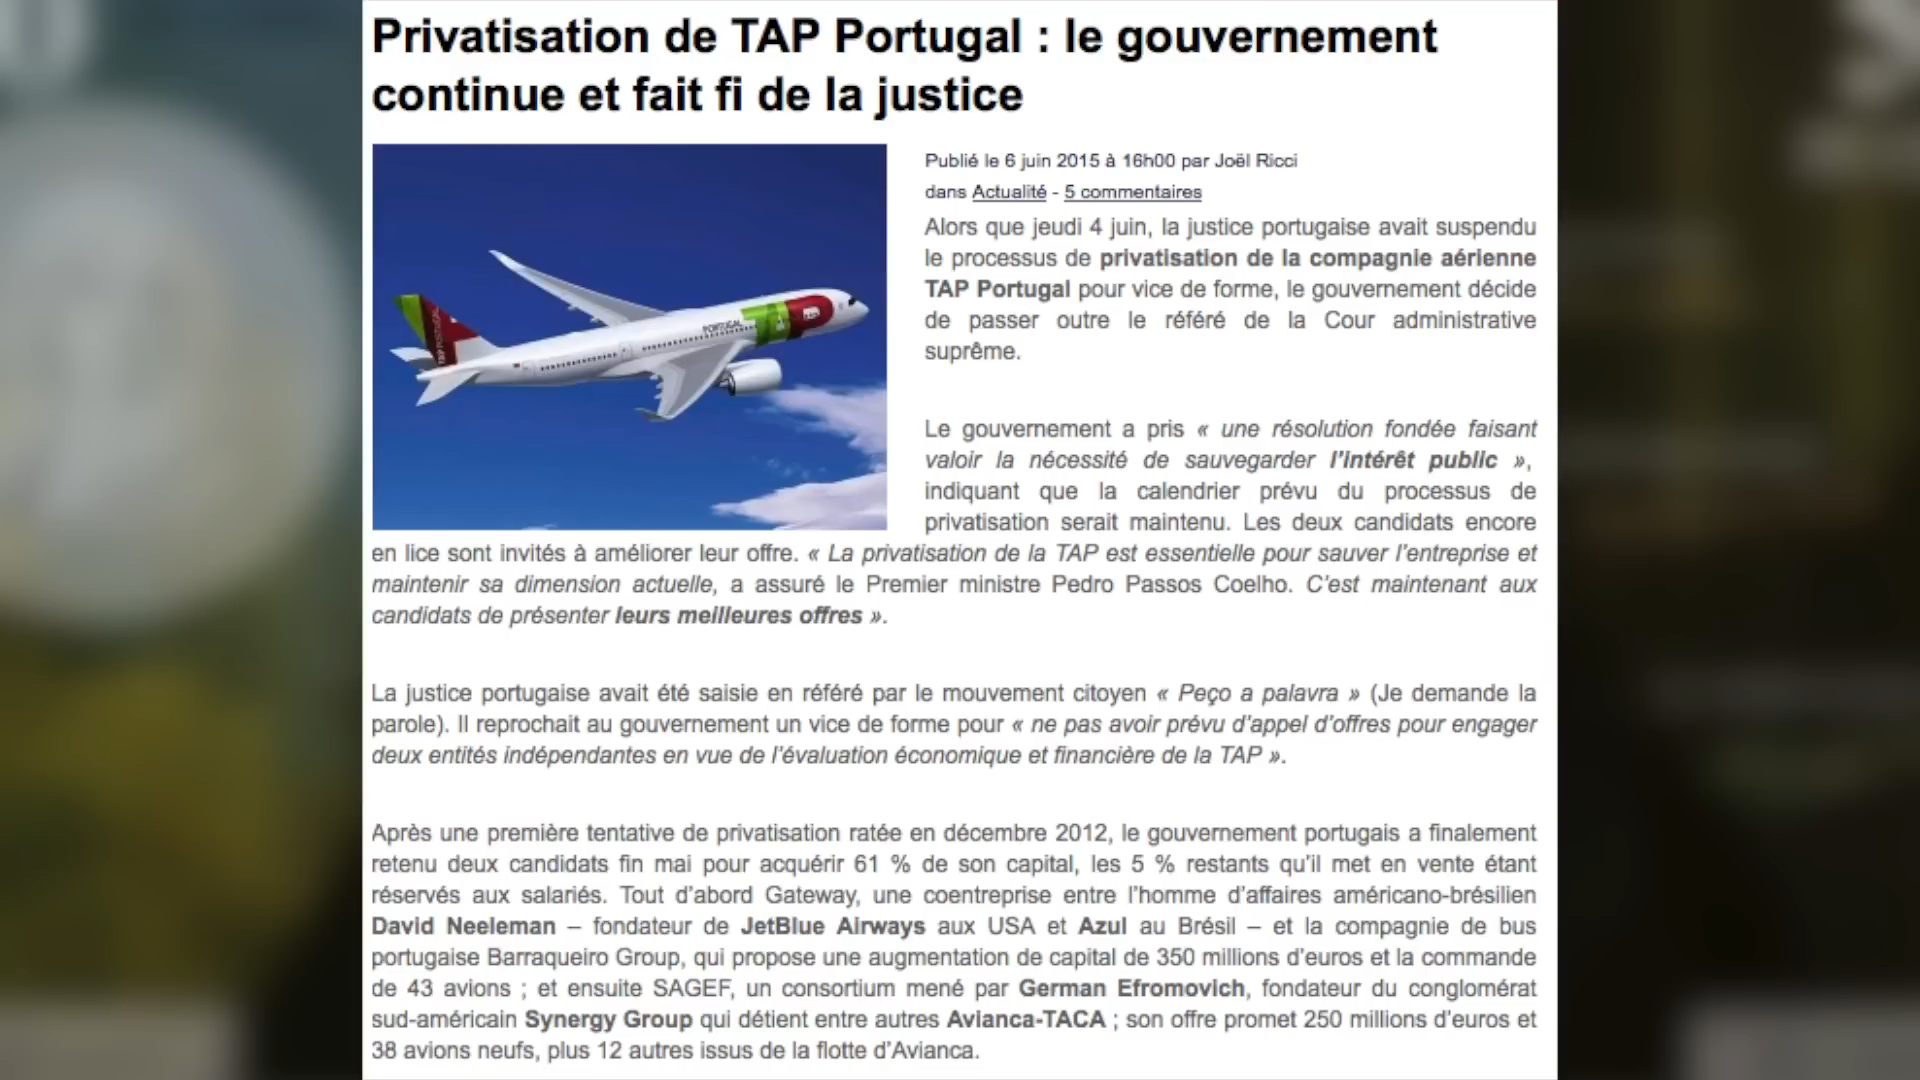 Privatisation de TAP Portugal : le gouvernement
continue et fait fi de la justice
PORTUGAL
Publié le 6 juin 2015 à 16h00 par Joël Ricci
dans Actualité - 5 commentaires
Alors que jeudi 4 juin, la justice portugaise avait suspendu
le processus de privatisation de la compagnie aérienne
TAP Portugal pour vice de forme, le gouvernement décide
de passer outre le référé de la Cour administrative
suprême.
Le gouvernement a pris « une résolution fondée faisant
valoir la nécessité de sauvegarder l'intérêt public »,
indiquant que la calendrier prévu du processus de
privatisation serait maintenu. Les deux candidats encore
en lice sont invités à améliorer leur offre. « La privatisation de la TAP est essentielle pour sauver l'entreprise et
maintenir sa dimension actuelle, a assuré le Premier ministre Pedro Passos Coelho. C'est maintenant aux
candidats de présenter leurs meilleures offres ».
La justice portugaise avait été saisie en référé par le mouvement citoyen « Peço a palavra » (Je demande la
parole). Il reprochait au gouvernement un vice de forme pour « ne pas avoir prévu d'appel d'offres pour engager
deux entités indépendantes en vue de l'évaluation économique et financière de la TAP ».
Après une première tentative de privatisation ratée en décembre 2012, le gouvernement portugais a finalement
retenu deux candidats fin mai pour acquérir 61 % de son capital, les 5 % restants qu'il met en vente étant
réservés aux salariés. Tout d'abord Gateway, une coentreprise entre l'homme d'affaires américano-brésilien
David Neeleman – fondateur de JetBlue Airways aux USA et Azul au Brésil – et la compagnie de bus
portugaise Barraqueiro Group, qui propose une augmentation de capital de 350 millions d'euros et la commande
de 43 avions ; et ensuite SAGEF, un consortium mené par German Efromovich, fondateur du conglomérat
sud-américain Synergy Group qui détient entre autres Avianca-TACA ; son offre promet 250 millions d'euros et
38 avions neufs, plus 12 autres issus de la flotte d'Avianca.